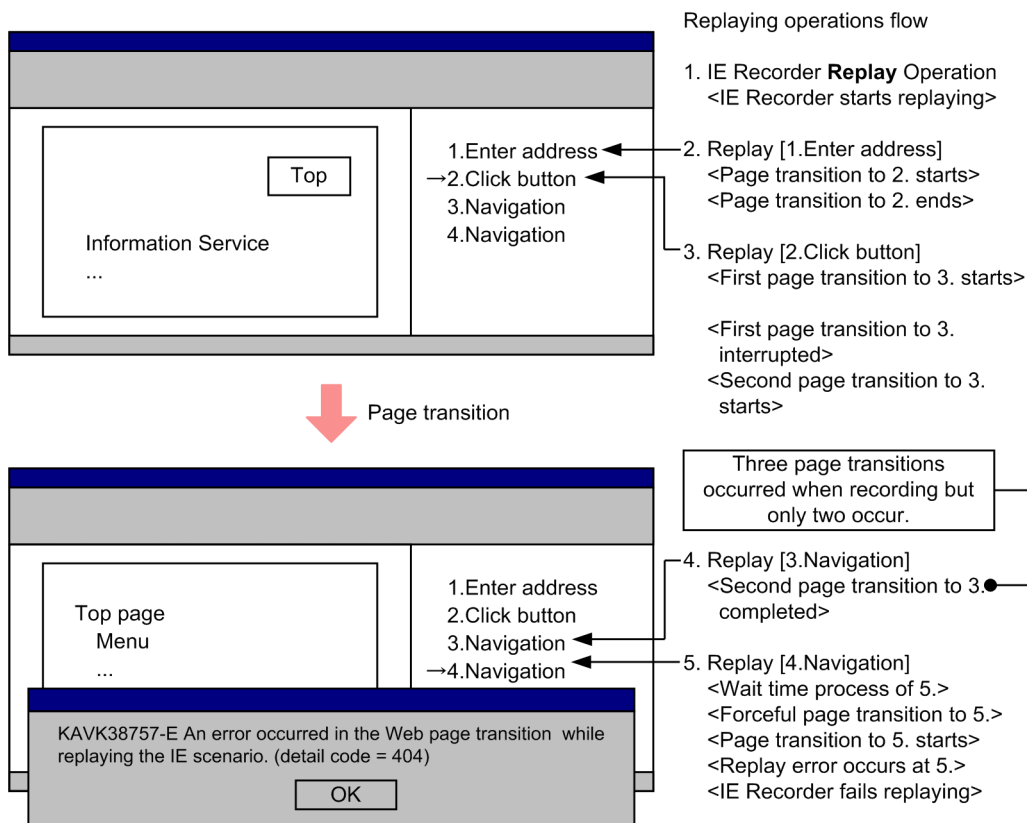 Replaying operations flow
1. IE Recorder Replay Operation
<IE Recorder starts replaying>
Top
Information Service
...
1.Enter address
→2.Click button
3.Navigation
4.Navigation
2. Replay [1.Enter address]
<Page transition to 2. starts>
<Page transition to 2. ends>
3. Replay [2.Click button]
<First page transition to 3. starts>
<First page transition to 3.
interrupted>
<Second page transition to 3.
starts>
Page transition
Three page transitions
occurred when recording but
only two occur.
Top page
Menu
...
1.Enter address
2.Click button
3.Navigation
→4.Navigation
4. Replay [3.Navigation]
<Second page transition to 3.
completed>
5. Replay [4.Navigation]
<Wait time process of 5.>
<Forceful page transition to 5.>
<Page transition to 5. starts>
<Replay error occurs at 5.>
<IE Recorder fails replaying>
KAVK38757-E An error occurred in the Web page transition while
replaying the IE scenario. (detail code = 404)
OK